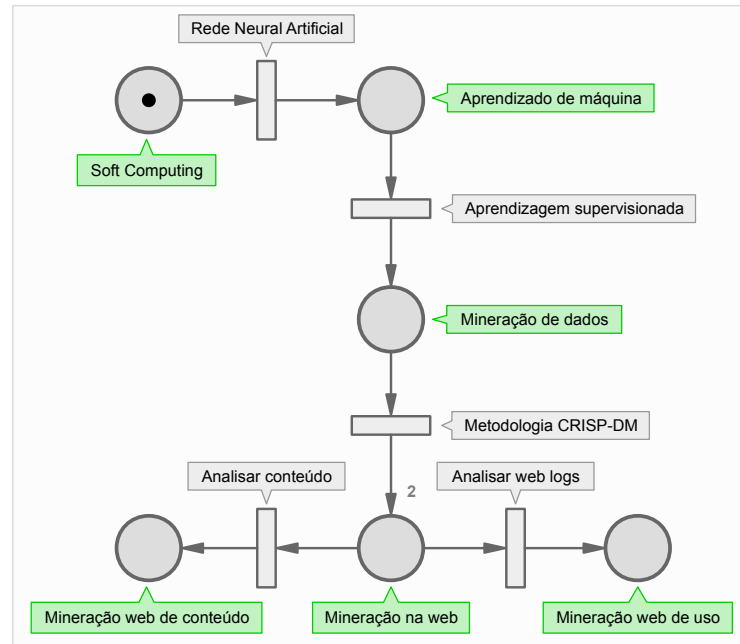 Rede Neural Artificial
Aprendizado de máquina
Soft Computing
Aprendizagem supervisionada
Mineração de dados
Metodologia CRISP-DM
Analisar conteúdo
2
Analisar web logs
Mineração web de conteúdo
Mineração na web
Mineração web de uso